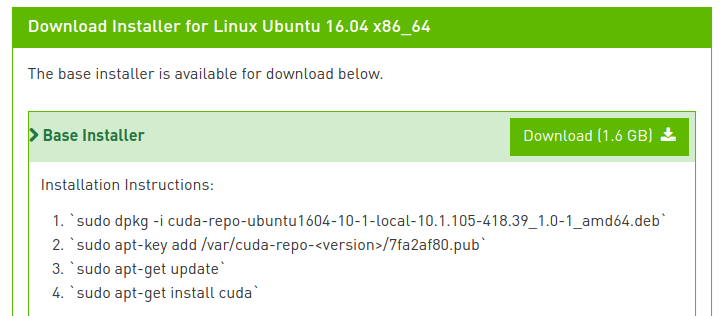 Download Installer for Linux Ubuntu 16.04 x86_64
The base installer is available for download below.
Base Installer
Download (1.6 GB)
Installation Instructions:
1. `sudo dpkg -i cuda-repo-ubuntu1604-10-1-local-10.1.105-418.39_1.0-1_amd64.deb`
2. `sudo apt-key add /var/cuda-repo-<version>/7fa2af80.pub`
3. `sudo apt-get update`
4. `sudo apt-get install cuda`